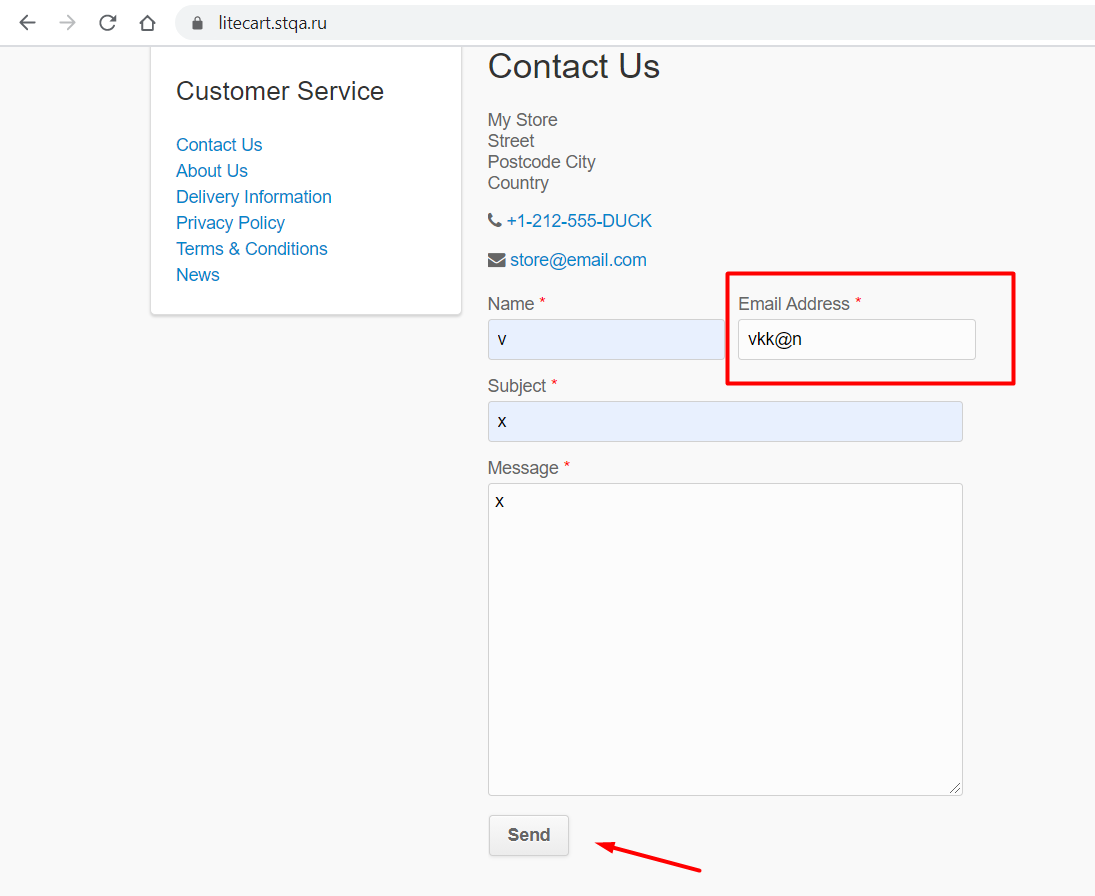 litecart.stqa.ru
Customer Service
Contact Us
About Us
Delivery Information
Privacy Policy
Terms & Conditions
News
Contact Us
My Store
Street
Postcode City
Country
+1-212-555-DUCK
store@email.com
Name *
v
Email Address *
vkk@n
Subject *
x
Message *
x
Send